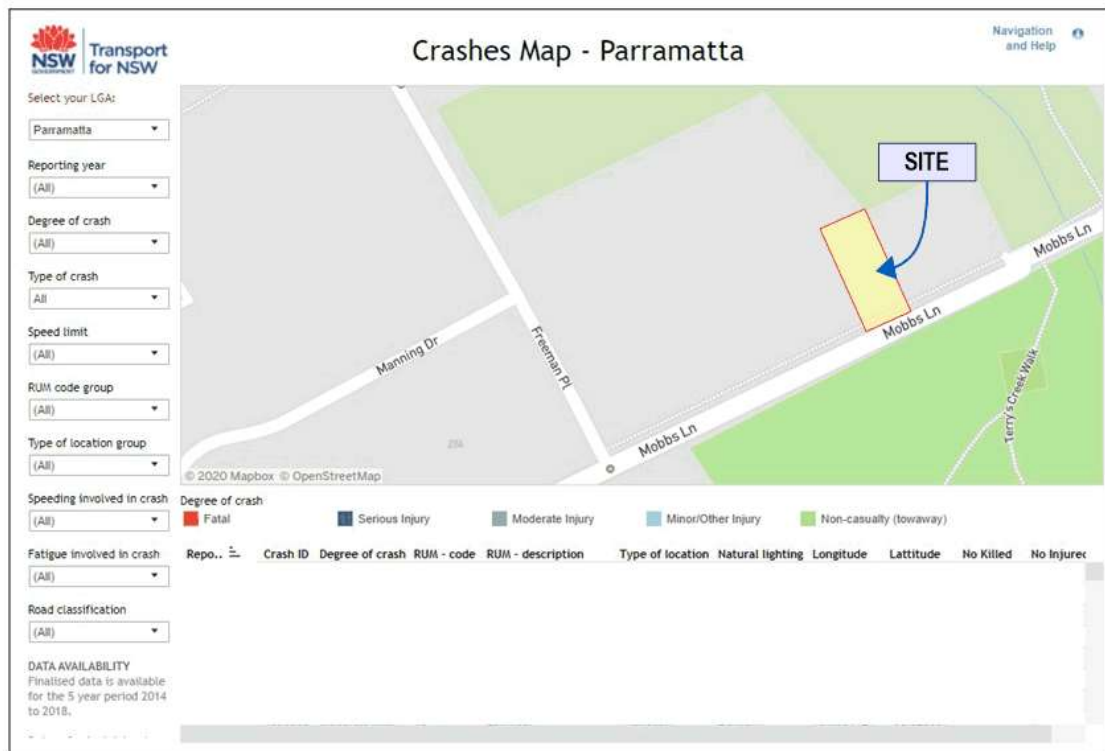 NSW
GOVERNMENT
Transport
for NSW
Crashes Map - Parramatta
Navigation
and Help
Select your LGA:
Parramatta
Reporting year
(All)
Degree of crash
(All)
Type of crash
All
Speed limit
(All)
RUM code group
(All)
Type of location group
(All)
Speeding involved in crash
(All)
Fatigue involved in crash
(All)
Road classification
(All)
DATA AVAILABILITY
Finalised data is available
for the 5 year period 2014
to 2018.
SITE
Mobbs Ln
Mobbs Ln
Manning Dr
Freeman Pl
Terry's Creek Walk
Mobbs Ln
© 2020 Mapbox © OpenStreetMap
Degree of crash
Fatal Serious Injury Moderate Injury Minor/Other Injury Non-casualty (towaway)
Repo.. Crash ID Degree of crash RUM - code RUM - description Type of location Natural lighting Longitude Lattitude No Killed No Injured